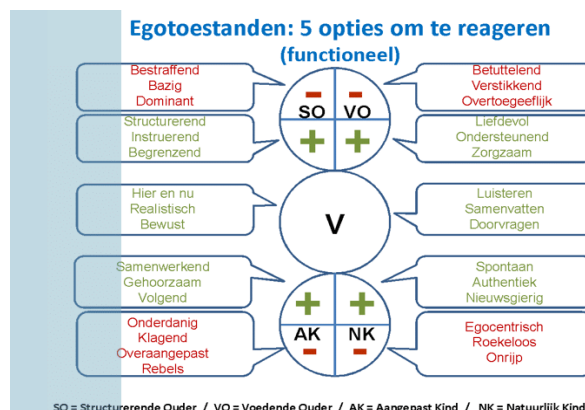 Egotoestanden: 5 opties om te reageren
(functioneel)
Bestraffend
Bazig
Dominant
Structurerend
Instruerend
Begrenzend
SO
VO
Betuttelend
Verstikkend
Overtoegeeflijk
Liefdevol
Ondersteunend
Zorgzaam
Hier en nu
Realistisch
Bewust
V
Luisteren
Samenvatten
Doorvragen
Samenwerkend
Gehoorzaam
Volgend
Onderdanig
Klagend
Overaangepast
Rebels
AK
NK
Spontaan
Authentiek
Nieuwsgierig
Egocentrisch
Roekeloos
Onrijp
SO = Structurerende Ouder / VO = Voedende Ouder / AK = Aangepast Kind / NK = Natuurlijk Kind